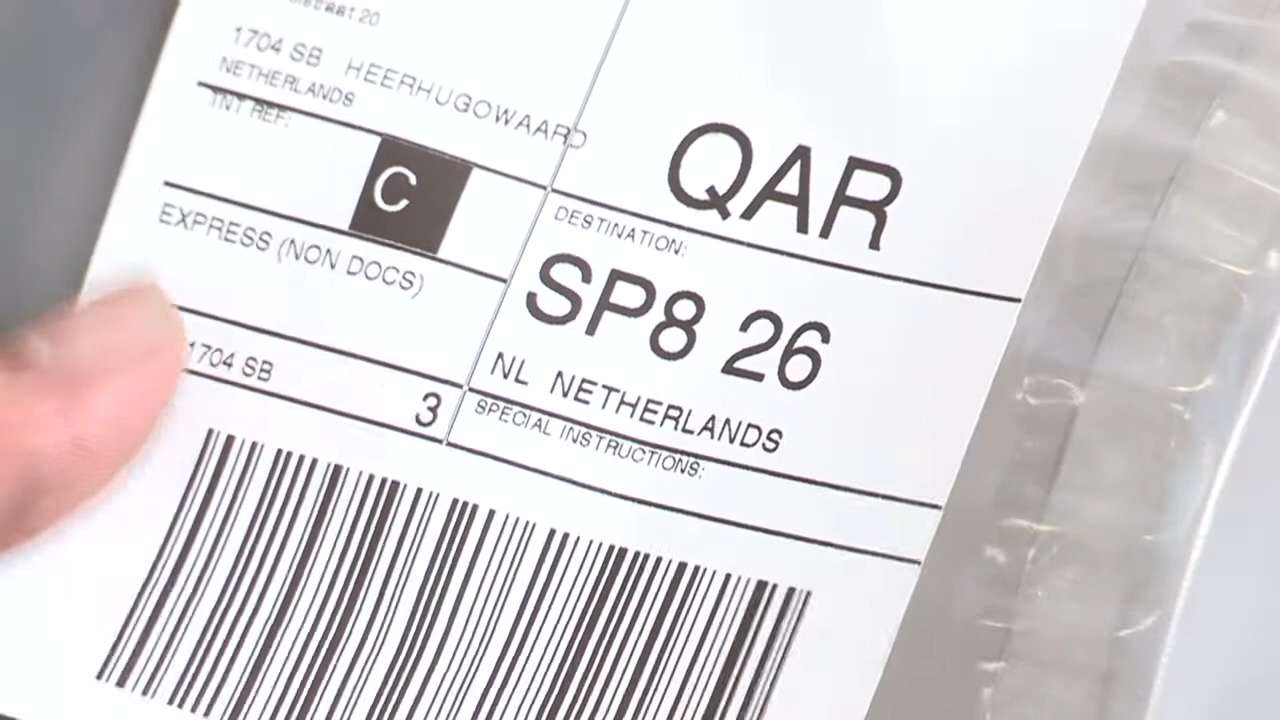 20
1704 SB HEERHUGOWAARD
NETHERLANDS
TNT REF:
C
EXPRESS (NON DOCS)
1704 SB
3
QAR
DESTINATION:
SP8 26
NL NETHERLANDS
SPECIAL INSTRUCTIONS: